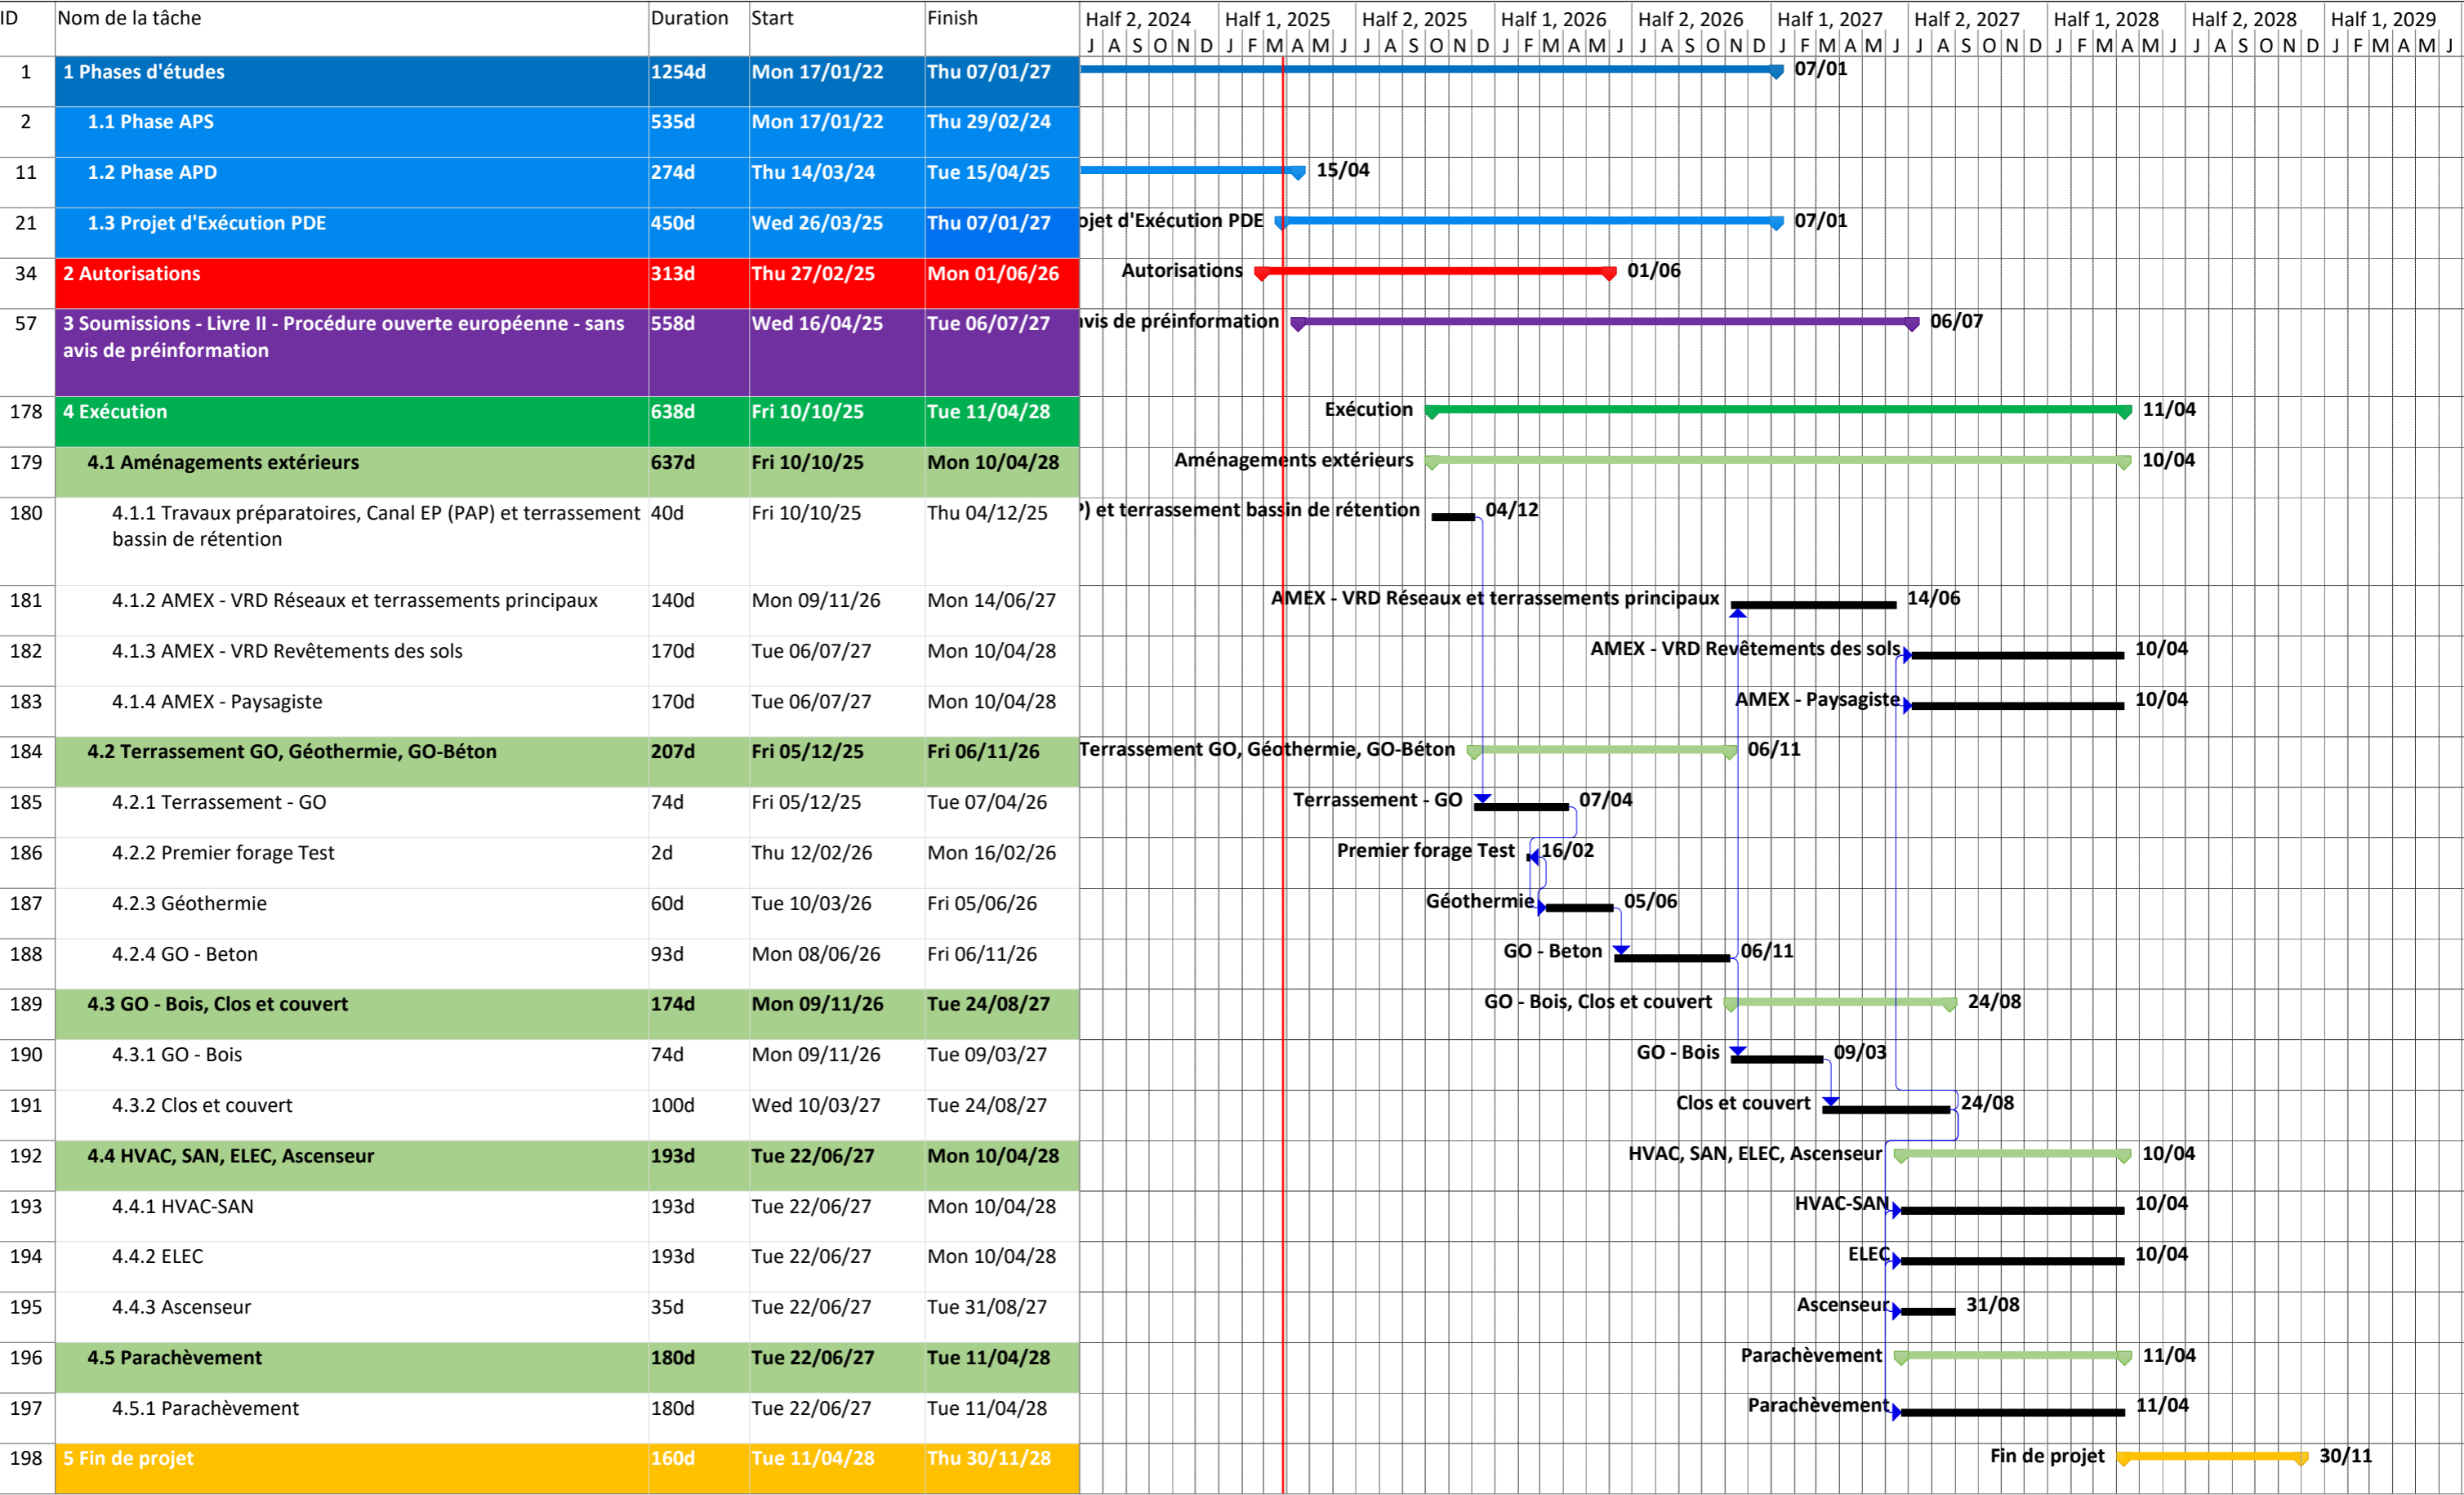 ID Nom de la tâche Duration Start Finish Half 2, 2024 Half 1, 2025 Half 2, 2025 Half 1, 2026 Half 2, 2026 Half 1, 2027 Half 2, 2027 Half 1, 2028 Half 2, 2028 Half 1, 2029
J A S O N D J F M A M J J A S O N D J F M A M J J A S O N D J F M A M J J A S O N D J F M A M J J A S O N D J F M A M J
1 1 Phases d'études 1254d Mon 17/01/22 Thu 07/01/27 07/01
2 1.1 Phase APS 535d Mon 17/01/22 Thu 29/02/24
11 1.2 Phase APD 274d Thu 14/03/24 Tue 15/04/25 15/04
21 1.3 Projet d'Exécution PDE 450d Wed 26/03/25 Thu 07/01/27 ojet d'Exécution PDE 07/01
34 2 Autorisations 313d Thu 27/02/25 Mon 01/06/26 Autorisations 01/06
57 3 Soumissions - Livre II - Procédure ouverte européenne - sans 558d Wed 16/04/25 Tue 06/07/27 avis de préinformation 06/07
avis de préinformation
178 4 Exécution 638d Fri 10/10/25 Tue 11/04/28 Exécution 11/04
179 4.1 Aménagements extérieurs 637d Fri 10/10/25 Mon 10/04/28 Aménagements extérieurs 10/04
180 4.1.1 Travaux préparatoires, Canal EP (PAP) et terrassement 40d Fri 10/10/25 Thu 04/12/25 ) et terrassement bassin de rétention 04/12
bassin de rétention
181 4.1.2 AMEX - VRD Réseaux et terrassements principaux 140d Mon 09/11/26 Mon 14/06/27 AMEX - VRD Réseaux et terrassements principaux 14/06
182 4.1.3 AMEX - VRD Revêtements des sols 170d Tue 06/07/27 Mon 10/04/28 AMEX - VRD Revêtements des sols 10/04
183 4.1.4 AMEX - Paysagiste 170d Tue 06/07/27 Mon 10/04/28 AMEX - Paysagiste 10/04
184 4.2 Terrassement GO, Géothermie, GO-Béton 207d Fri 05/12/25 Fri 06/11/26 Terrassement GO, Géothermie, GO-Béton 06/11
185 4.2.1 Terrassement - GO 74d Fri 05/12/25 Tue 07/04/26 Terrassement - GO 07/04
186 4.2.2 Premier forage Test 2d Thu 12/02/26 Mon 16/02/26 Premier forage Test 16/02
187 4.2.3 Géothermie 60d Tue 10/03/26 Fri 05/06/26 Géothermie 05/06
188 4.2.4 GO - Beton 93d Mon 08/06/26 Fri 06/11/26 GO - Beton 06/11
189 4.3 GO - Bois, Clos et couvert 174d Mon 09/11/26 Tue 24/08/27 GO - Bois, Clos et couvert 24/08
190 4.3.1 GO - Bois 74d Mon 09/11/26 Tue 09/03/27 GO - Bois 09/03
191 4.3.2 Clos et couvert 100d Wed 10/03/27 Tue 24/08/27 Clos et couvert 24/08
192 4.4 HVAC, SAN, ELEC, Ascenseur 193d Tue 22/06/27 Mon 10/04/28 HVAC, SAN, ELEC, Ascenseur 10/04
193 4.4.1 HVAC-SAN 193d Tue 22/06/27 Mon 10/04/28 HVAC-SAN 10/04
194 4.4.2 ELEC 193d Tue 22/06/27 Mon 10/04/28 ELEC 10/04
195 4.4.3 Ascenseur 35d Tue 22/06/27 Tue 31/08/27 Ascenseur 31/08
196 4.5 Parachèvement 180d Tue 22/06/27 Tue 11/04/28 Parachèvement 11/04
197 4.5.1 Parachèvement 180d Tue 22/06/27 Tue 11/04/28 Parachèvement 11/04
198 5 Fin de projet 160d Tue 11/04/28 Thu 30/11/28 Fin de projet 30/11